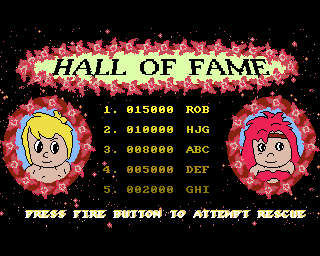 HALL OF FAME
1. 015000 ROB
2. 010000 HJG
3. 008000 ABC
4. 005000 DEF
5. 002000 GHI
PRESS FIRE BUTTON TO ATTEMPT RESCUE